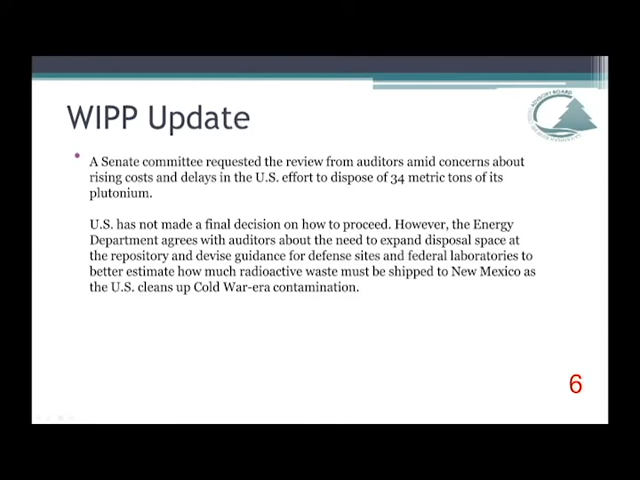 WIPP Update
ADVISORY BOARD
• A Senate committee requested the review from auditors amid concerns about
rising costs and delays in the U.S. effort to dispose of 34 metric tons of its
plutonium.
U.S. has not made a final decision on how to proceed. However, the Energy
Department agrees with auditors about the need to expand disposal space at
the repository and devise guidance for defense sites and federal laboratories to
better estimate how much radioactive waste must be shipped to New Mexico as
the U.S. cleans up Cold War-era contamination.
6